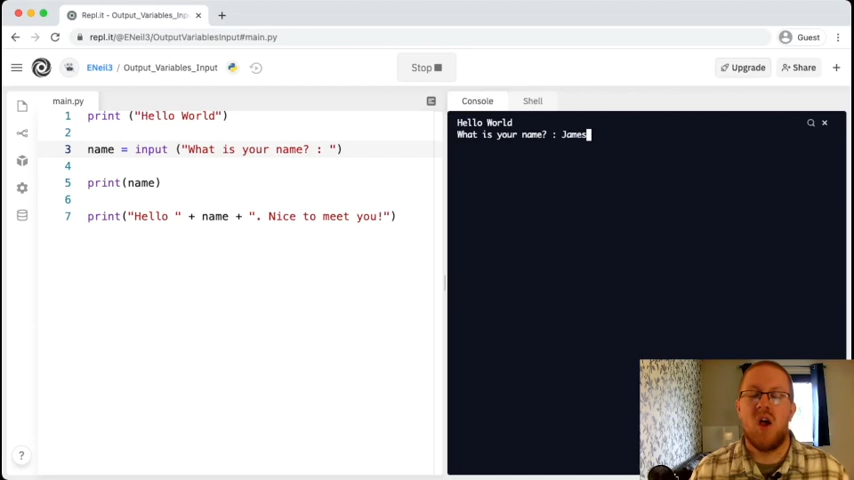 Repl.it - Output_Variables_Inp
repl.it/@ENeil3/OutputVariablesInput#main.py
Guest
ENeil3 / Output_Variables_Input
Stop
Upgrade
Share
main.py
1 print ("Hello World")
2
3 name = input ("What is your name? : ")
4
5 print(name)
6
7 print("Hello " + name + ". Nice to meet you!")
Console
Shell
Hello World
What is your name? : James
?